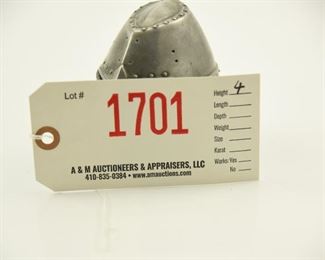 Lot #
1701
A & M AUCTIONEERS & APPRAISERS, LLC
410-835-0384 • www.amauctions.com
Height 4
Length
Depth
Weight
Size
Karat
Works: Yes
No